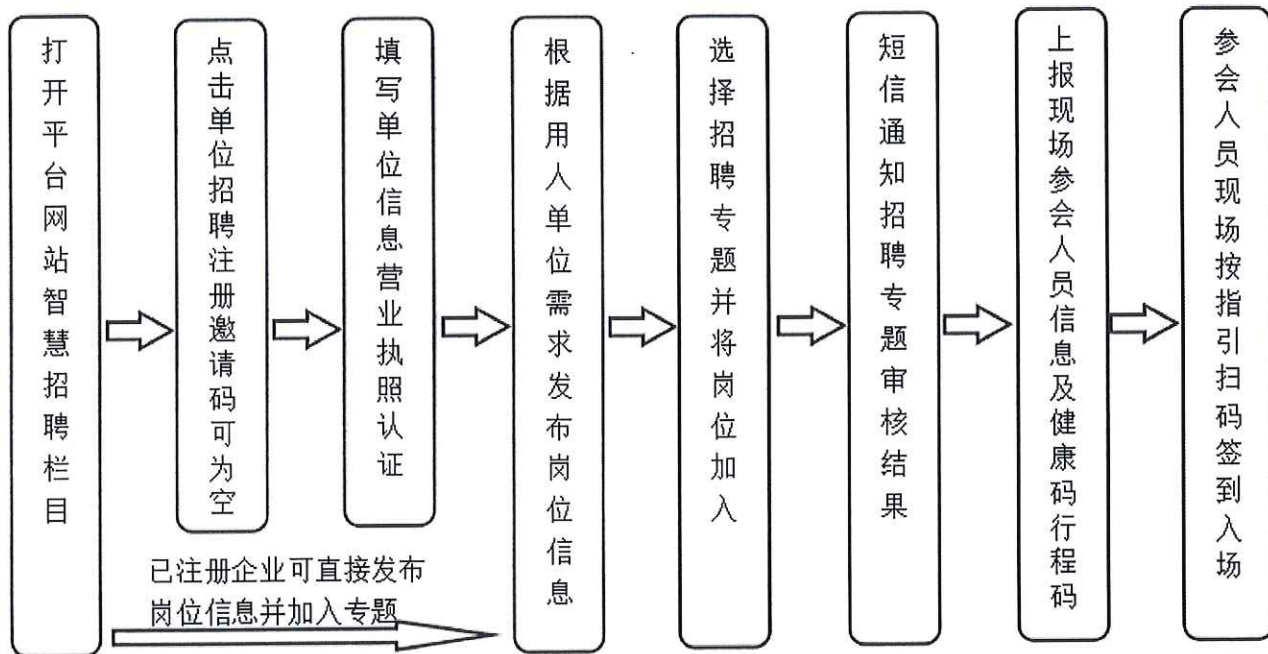 打开平台网站智慧招聘栏目
点击单位招聘注册邀请码可为空
填写单位信息营业执照认证
根据用人单位需求发布岗位信息
选择招聘专题并将岗位加入
短信通知招聘专题审核结果
上报现场参会人员信息及健康码行程码
参会人员现场按指引扫码签到入场
已注册企业可直接发布
岗位信息并加入专题